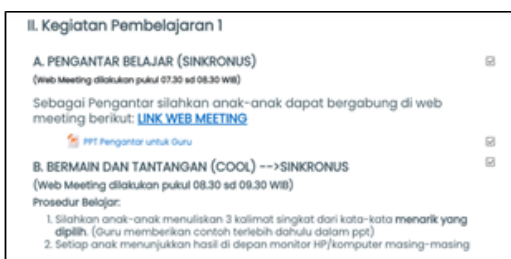 II. Kegiatan Pembelajaran 1
A. PENGANTAR BELAJAR (SINKRONUS)
(Web Meeting dilakukan pukul 07.30 sd 08.30 WIB)
Sebagai Pengantar silahkan anak-anak dapat bergabung di web
meeting berikut: LINK WEB MEETING
PPT Pengantar untuk Guru
B. BERMAIN DAN TANTANGAN (COOL) -->SINKRONUS
(Web Meeting dilakukan pukul 08.30 sd 09.30 WIB)
Prosedur Belajar:
1. Silahkan anak-anak menuliskan 3 kalimat singkat dari kata-kata menarik yang
dipilih. (Guru memberikan contoh terlebih dahulu dalam ppt)
2. Setiap anak menunjukkan hasil di depan monitor HP/komputer masing-masing